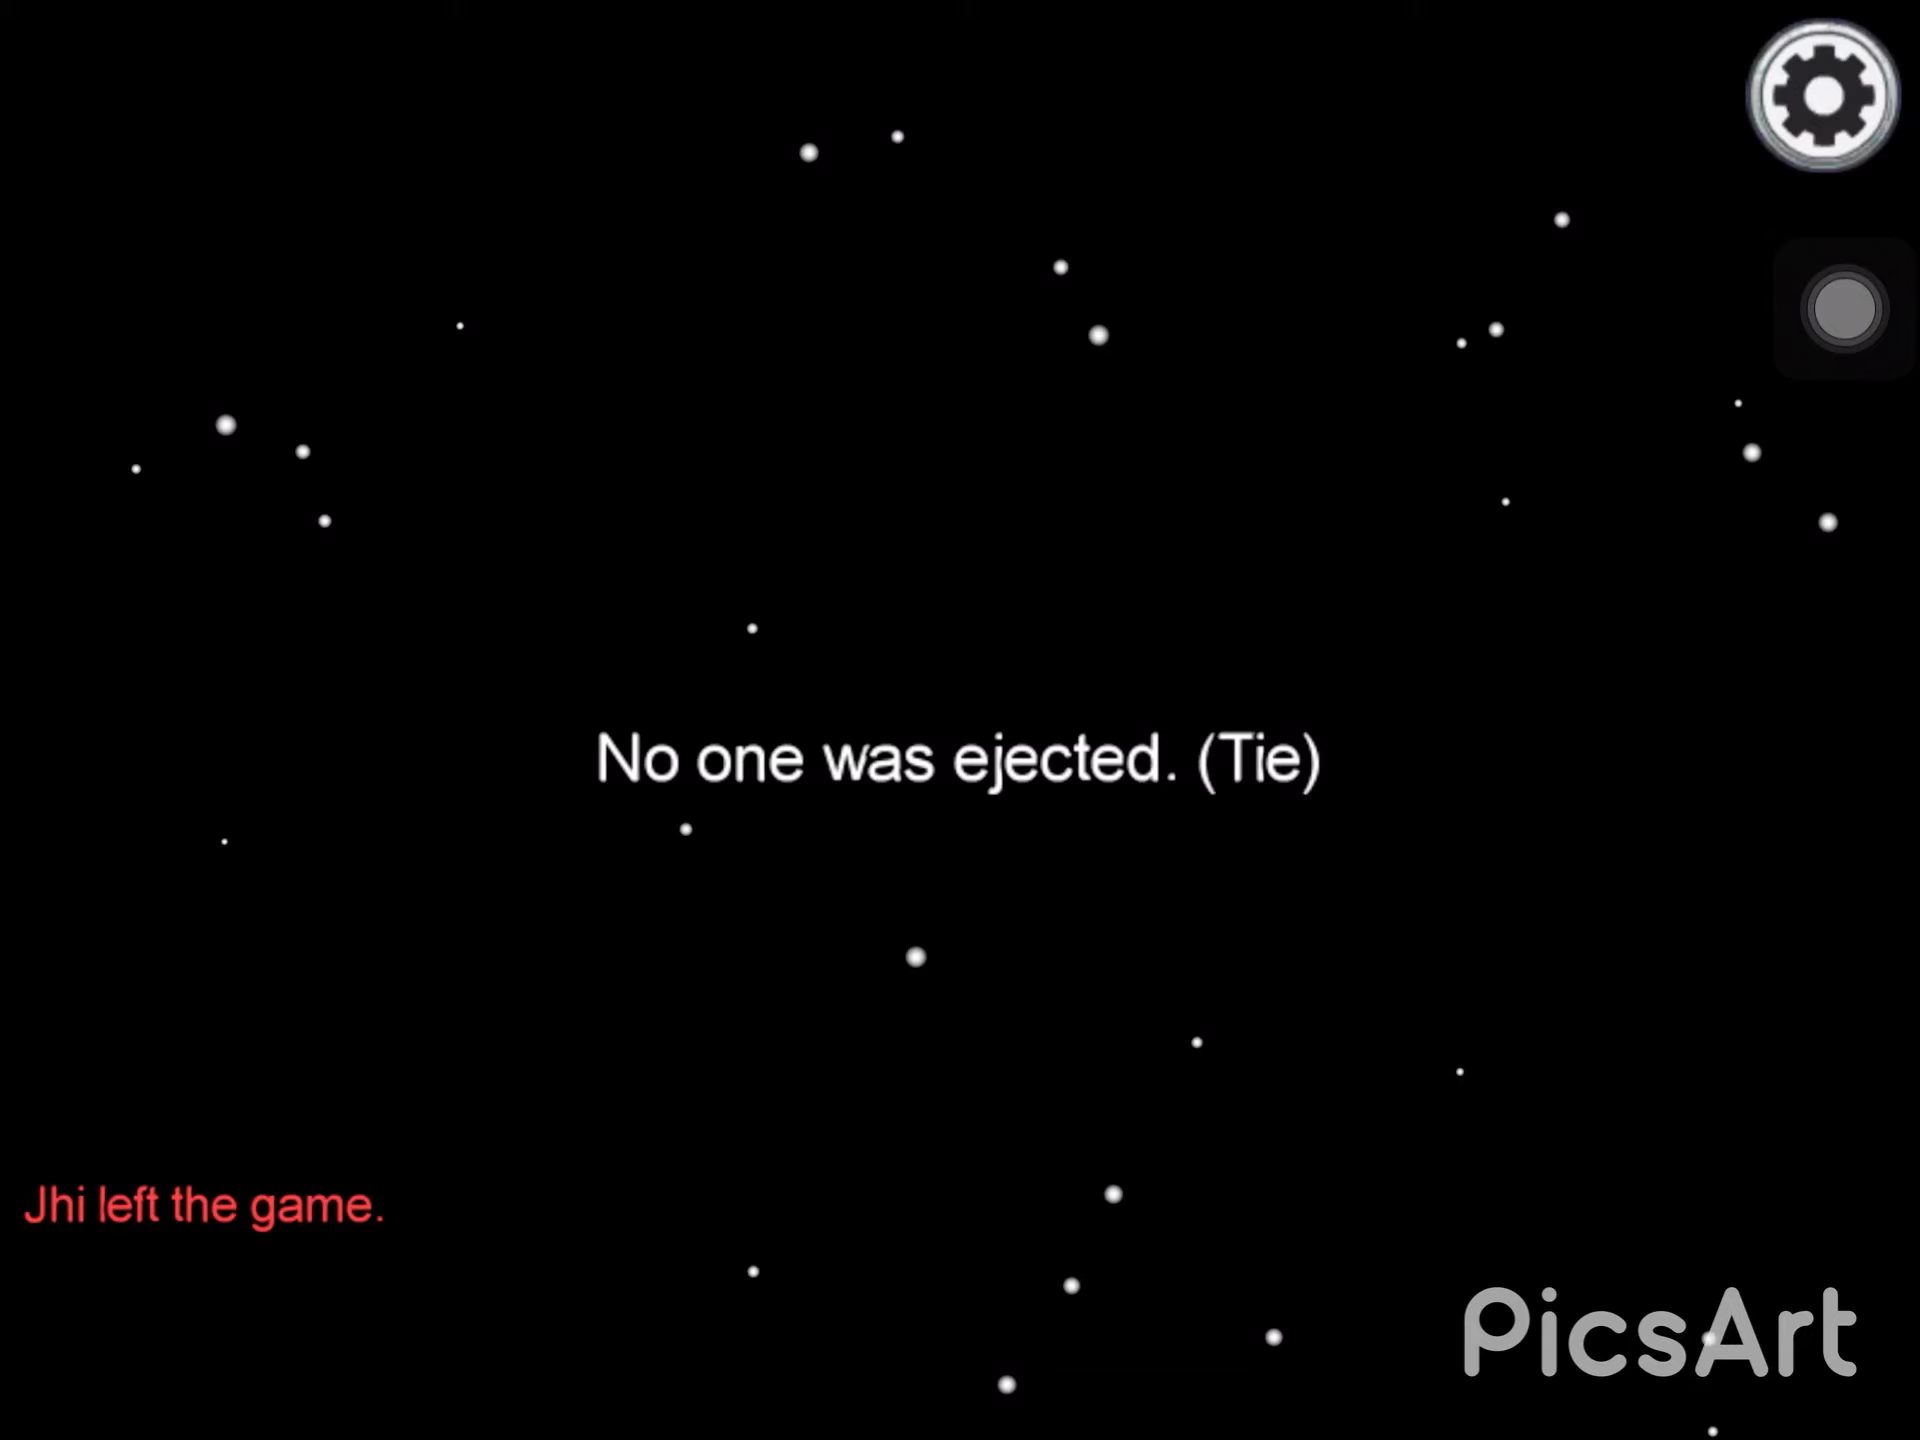 No one was ejected. (Tie)
Jhi left the game.
PicsArt